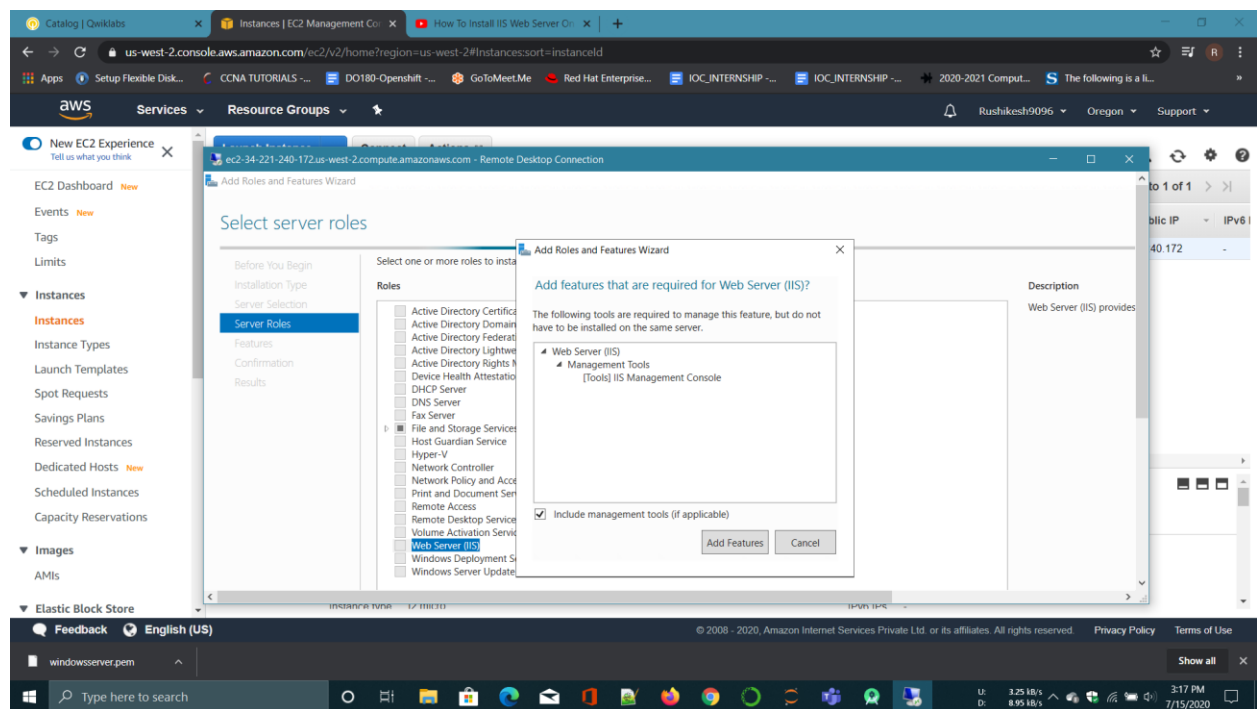 Catalog | Qwiklabs
Instances | EC2 Management Con
How To Install IIS Web Server On
us-west-2.console.aws.amazon.com/ec2/v2/home?region=us-west-2#Instances:sort=instanceId
R
Apps
Setup Flexible Disk...
CCNA TUTORIALS -...
DO180-Openshift -...
GoToMeet.Me
Red Hat Enterprise...
IOC_INTERNSHIP -...
IOC_INTERNSHIP -...
2020-2021 Comput...
The following is a li...
aws
Services
Resource Groups
Rushikesh9096
Oregon
Support
New EC2 Experience
Tell us what you think
EC2 Dashboard New
Events New
Tags
Limits
Instances
Instances
Instance Types
Launch Templates
Spot Requests
Savings Plans
Reserved Instances
Dedicated Hosts New
Scheduled Instances
Capacity Reservations
Images
AMIs
Elastic Block Store
to 1 of 1
blic IP
IPv6
40.172
-
ec2-34-221-240-172.us-west-2.compute.amazonaws.com - Remote Desktop Connection
Add Roles and Features Wizard
Select server roles
Before You Begin
Installation Type
Server Selection
Server Roles
Features
Confirmation
Results
Select one or more roles to insta
Roles
Active Directory Certifica
Active Directory Domain
Active Directory Federati
Active Directory Lightwe
Active Directory Rights
Device Health Attestatio
DHCP Server
DNS Server
Fax Server
File and Storage Services
Host Guardian Service
Hyper-V
Network Controller
Network Policy and Acce
Print and Document Ser
Remote Access
Remote Desktop Service
Volume Activation Servic
Web Server (IIS)
Windows Deployment S
Windows Server Update
Add Roles and Features Wizard
Add features that are required for Web Server (IIS)?
The following tools are required to manage this feature, but do not
have to be installed on the same server.
Web Server (IIS)
Management Tools
[Tools] IIS Management Console
Include management tools (if applicable)
Add Features
Cancel
Description
Web Server (IIS) provides
Feedback
English (US)
© 2008 - 2020, Amazon Internet Services Private Ltd. or its affiliates. All rights reserved.
Privacy Policy
Terms of Use
windowsserver.pem
Show all
Type here to search
U: 3.25 kB/s
D: 8.95 kB/s
3:17 PM
7/15/2020